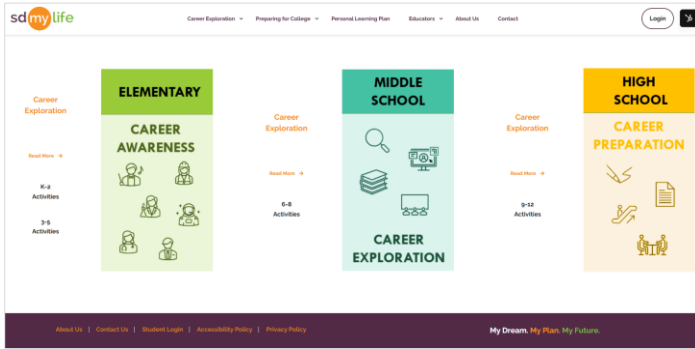 sdmylife
Career Exploration Preparing for College Personal Learning Plan Educators About Us Contact
Login
Career
Exploration
Read More →
K-2
Activities
3-5
Activities
ELEMENTARY
CAREER
AWARENESS
Career
Exploration
Read More →
6-8
Activities
MIDDLE
SCHOOL
CAREER
EXPLORATION
Career
Exploration
Read More →
9-12
Activities
HIGH
SCHOOL
CAREER
PREPARATION
About Us | Contact Us | Student Login | Accessibility Policy | Privacy Policy
My Dream. My Plan. My Future.